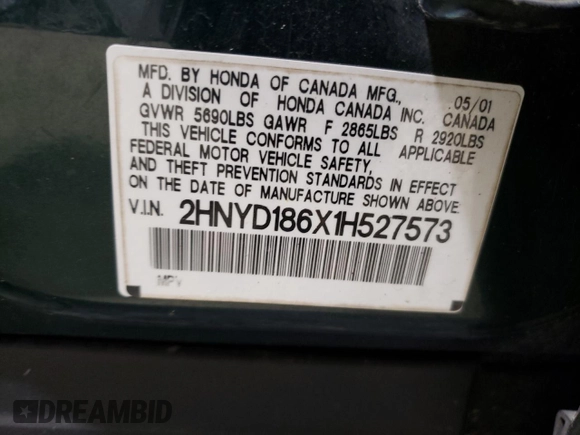 MFD. BY HONDA OF CANADA MFG., 05/01
A DIVISION OF HONDA CANADA INC. CANADA
GVWR 5690LBS GAWR F 2865LBS R 2920LBS
THIS VEHICLE CONFORMS TO ALL APPLICABLE
FEDERAL MOTOR VEHICLE SAFETY,
AND THEFT PREVENTION STANDARDS IN EFFECT
ON THE DATE OF MANUFACTURE SHOWN ABOVE.
V.I.N. 2HNYD186X1H527573
MPV
DREAMBID